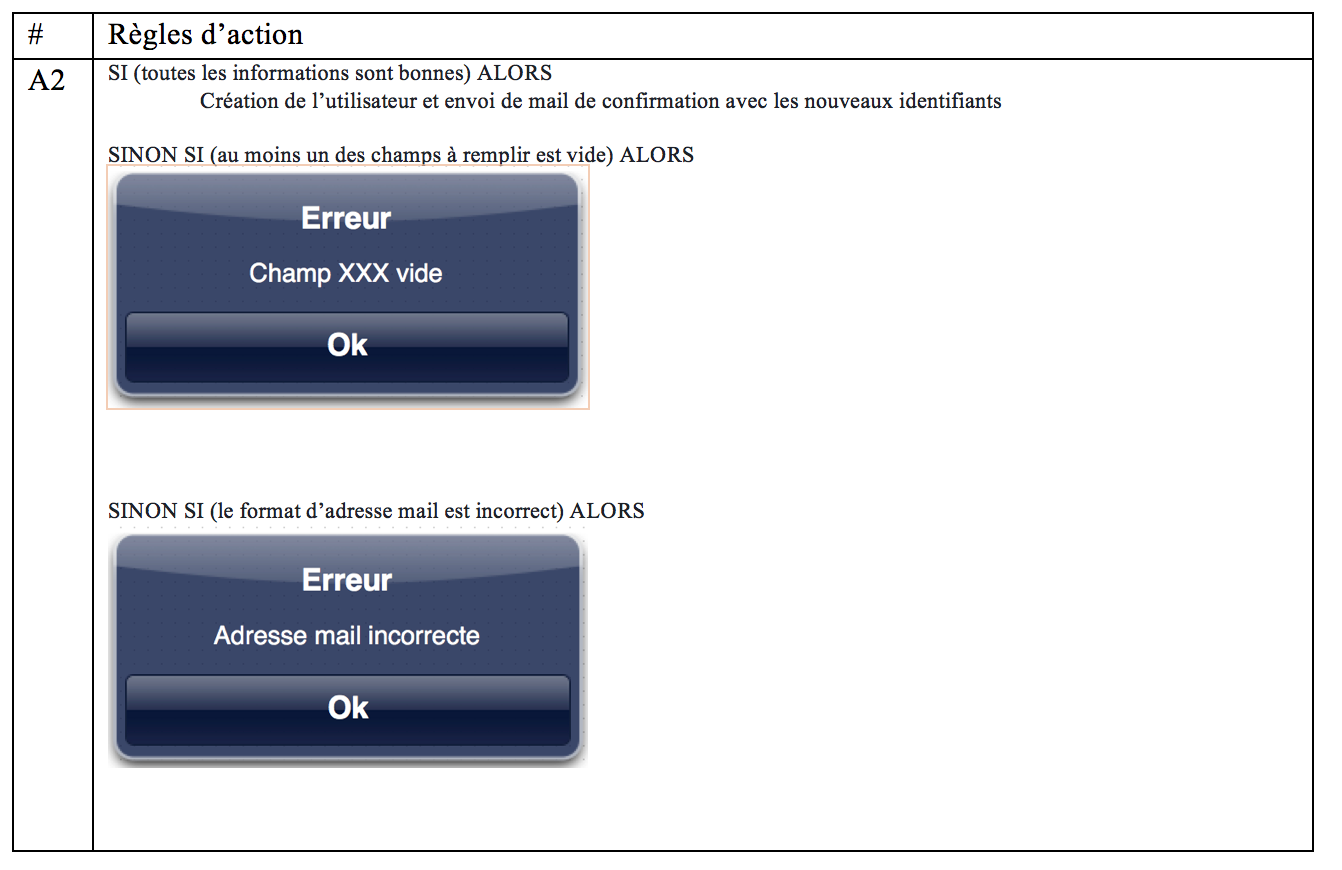 #
Règles d’action
A2
SI (toutes les informations sont bonnes) ALORS
Création de l’utilisateur et envoi de mail de confirmation avec les nouveaux identifiants
SINON SI (au moins un des champs à remplir est vide) ALORS
Erreur
Champ XXX vide
Ok
SINON SI (le format d’adresse mail est incorrect) ALORS
Erreur
Adresse mail incorrecte
Ok